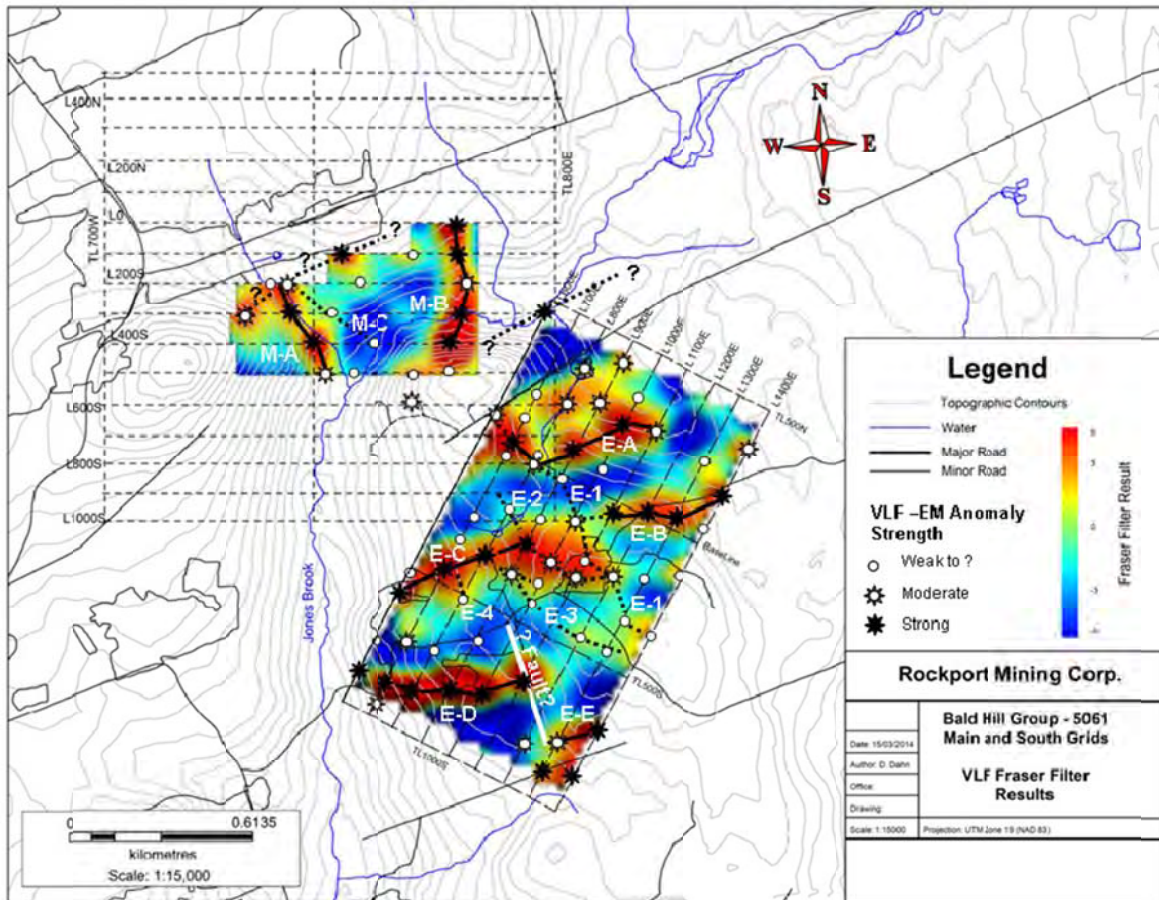 N
W E
S
L400N
L200N
L0
TL700W
TL800E
L200S
L400S
L600S
L800S
L1000S
?
?
?
?
?
M-A
M-B
M-C
L700E
L800E
L900E
L1000E
L1100E
L1200E
L1300E
L4400E
TL500N
E-A
E-2
E-1
E-B
BaseLine
E-C
E-4
E-3
E-1
? Fault?
TL500S
E-D
E-E
TL1000S
Jones Brook
0 0.6135
kilometres
Scale: 1:15,000
Legend
Topographic Contours
Water
Major Road
Minor Road
VLF –EM Anomaly
Strength
Weak to ?
Moderate
Strong
Fraser Filter Result
Rockport Mining Corp.
Bald Hill Group - 5061
Main and South Grids
VLF Fraser Filter
Results
Date: 15/03/2014
Author: D. Dahn
Office:
Drawing:
Scale: 1:15000
Projection: UTM Zone 19 (NAD 83)